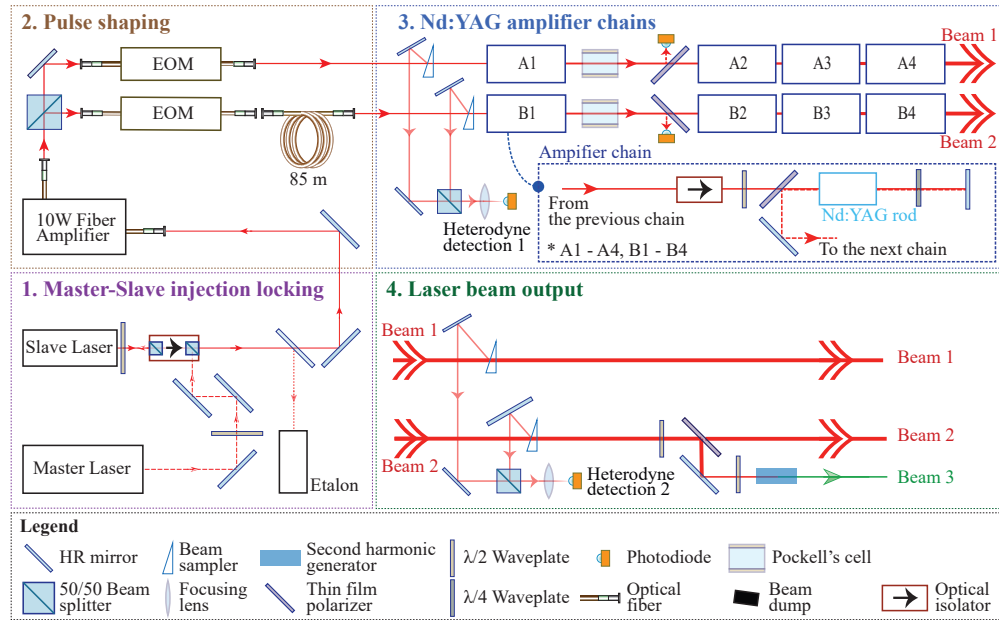 2. Pulse shaping
EOM
EOM
85 m
10W Fiber
Amplifier
3. Nd:YAG amplifier chains
Beam 1
A1
A2
A3
A4
B1
B2
B3
B4
Beam 2
Heterodyne
detection 1
Ampifier chain
From
the previous chain
Nd:YAG rod
To the next chain
* A1 - A4, B1 - B4
1. Master-Slave injection locking
Slave Laser
Master Laser
Etalon
4. Laser beam output
Beam 1
Beam 1
Beam 2
Beam 2
Heterodyne
detection 2
Beam 3
Legend
HR mirror
Beam
sampler
Second harmonic
generator
λ/2 Waveplate
Photodiode
Pockell's cell
50/50 Beam
splitter
Focusing
lens
Thin film
polarizer
λ/4 Waveplate
Optical
fiber
Beam
dump
Optical
isolator